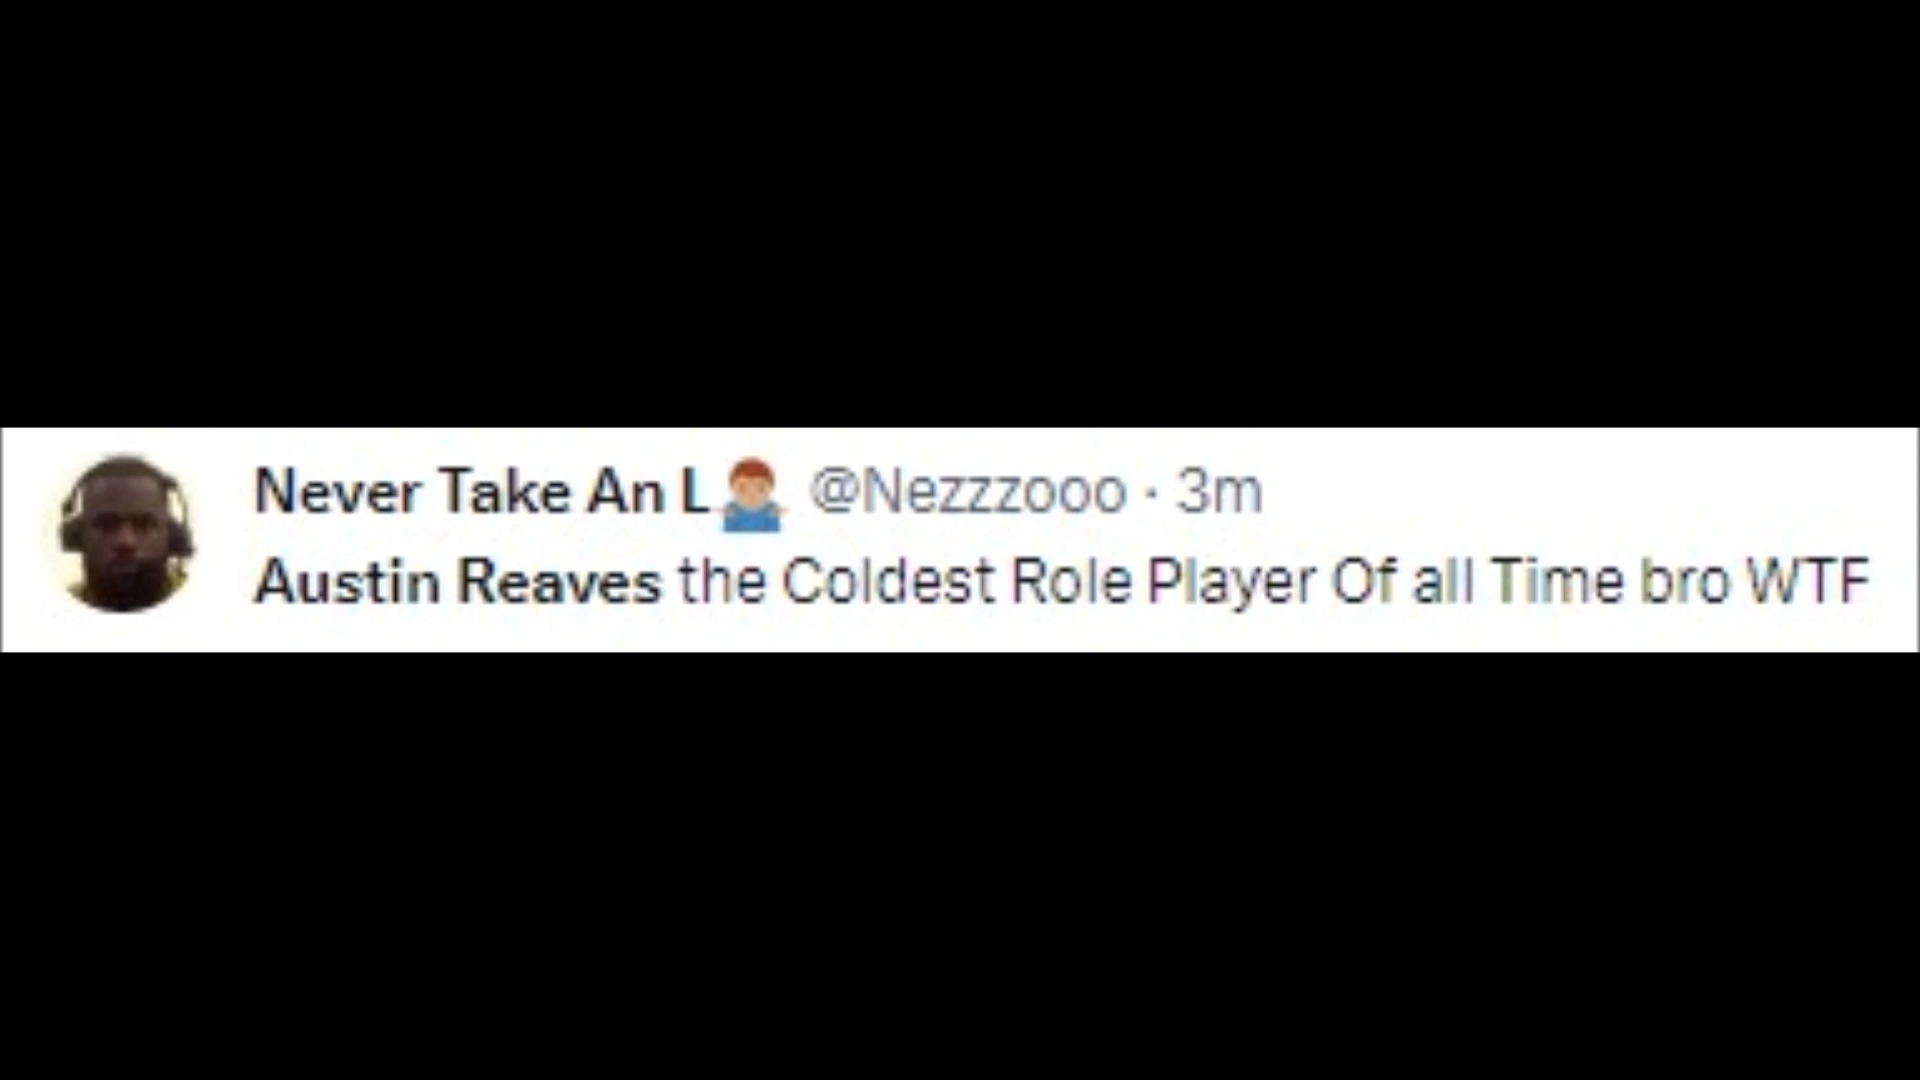 Never Take An L🤷🏽‍♂️ @Nezzzooo · 3m
Austin Reaves the Coldest Role Player Of all Time bro WTF